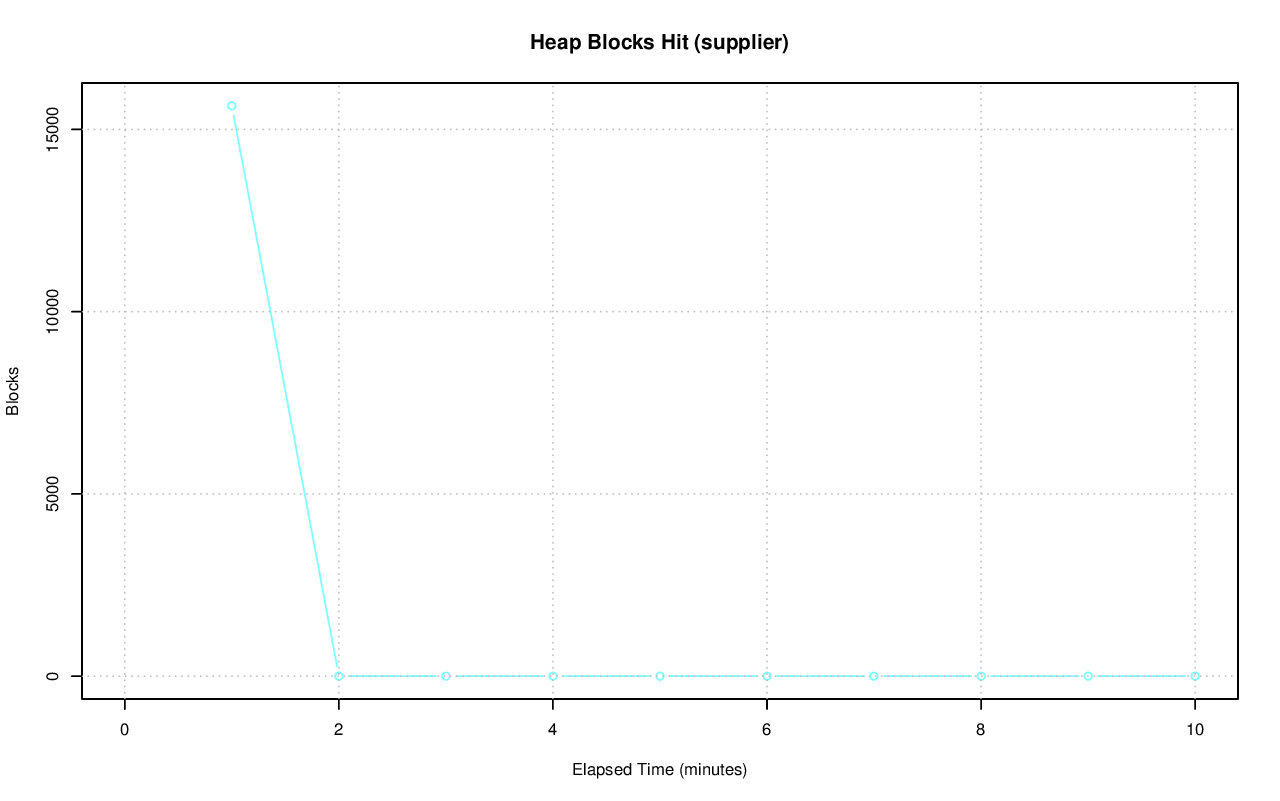 Heap Blocks Hit (supplier)
15000
10000
5000
0
Blocks
0 2 4 6 8 10
Elapsed Time (minutes)